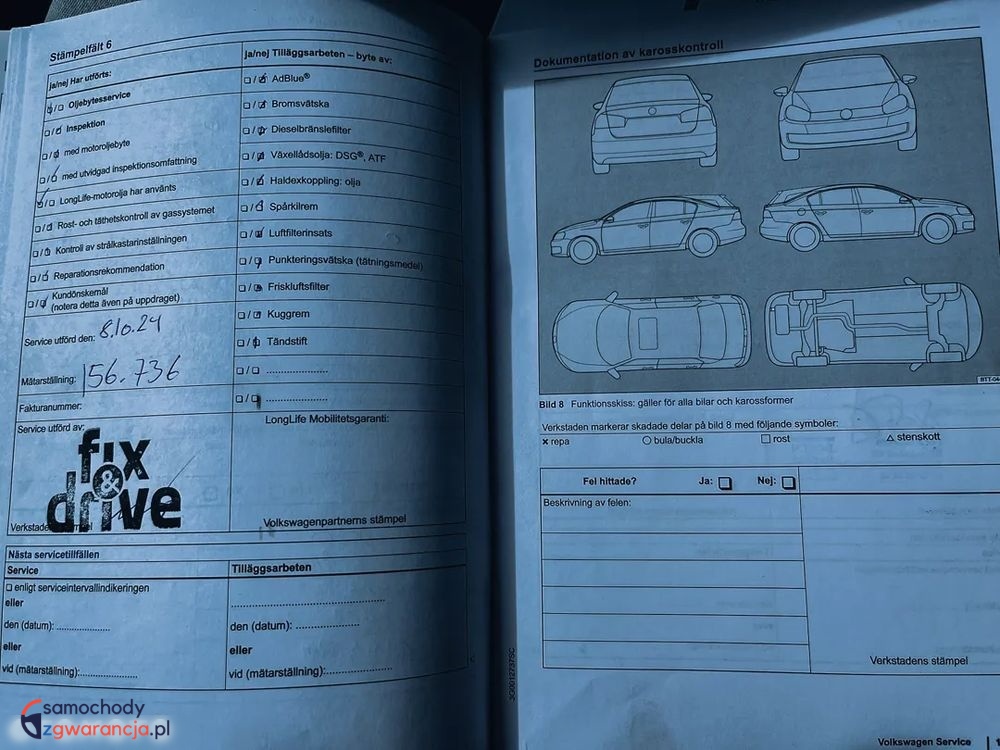 Stämpelfält 6
ja/nej Har utförts:
Oljebytesservice
Inspektion
med motoroljebyte
med utvidgad inspektionsomfattning
LongLife-motorolja har använts
Rost- och täthetskontroll av gassystemet
Kontroll av strålkastarinställningen
Reparationsrekommendation
Kundönskemål
(notera detta även på uppdraget)
Service utförd den: 8.10.24
Mätarställning: 156.736
Fakturanummer:
Service utförd av:
fix
&
drive
Verkstadens stämpel
ja/nej Tilläggsarbeten – byte av:
AdBlue®
Bromsvätska
Dieselbränslefilter
Växellådsolja: DSG®, ATF
Haldexkoppling: olja
Spårkilrem
Luftfilterinsats
Punkteringsvätska (tätningsmedel)
Friskluftsfilter
Kuggrem
Tändstift
LongLife Mobilitetsgaranti:
Volkswagenpartnerns stämpel
Nästa servicetillfällen
Service
enligt serviceintervallindikeringen
eller
den (datum): ....................
eller
vid (mätarställning):....................
Tilläggsarbeten
den (datum): ....................
eller
vid (mätarställning):....................
Dokumentation av karosskontroll
Bild 8 Funktionsskiss: gäller för alla bilar och karossformer
Verkstaden markerar skadade delar på bild 8 med följande symboler:
x repa
bula/buckla
rost
stenskott
Fel hittade? Ja: Nej:
Beskrivning av felen:
Verkstadens stämpel
3G0012737SC
Volkswagen Service
samochody
zgwarancja.pl